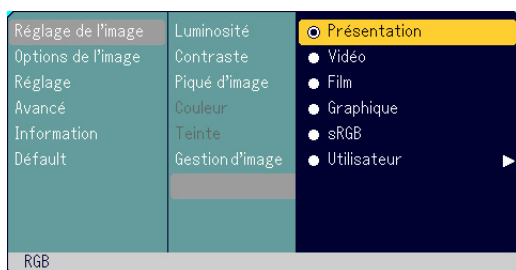 Réglage de l'image
Options de l'image
Réglage
Avancé
Information
Défault
Luminosité
Contraste
Piqué d'image
Couleur
Teinte
Gestion d'image
Présentation
Vidéo
Film
Graphique
sRGB
Utilisateur
RGB